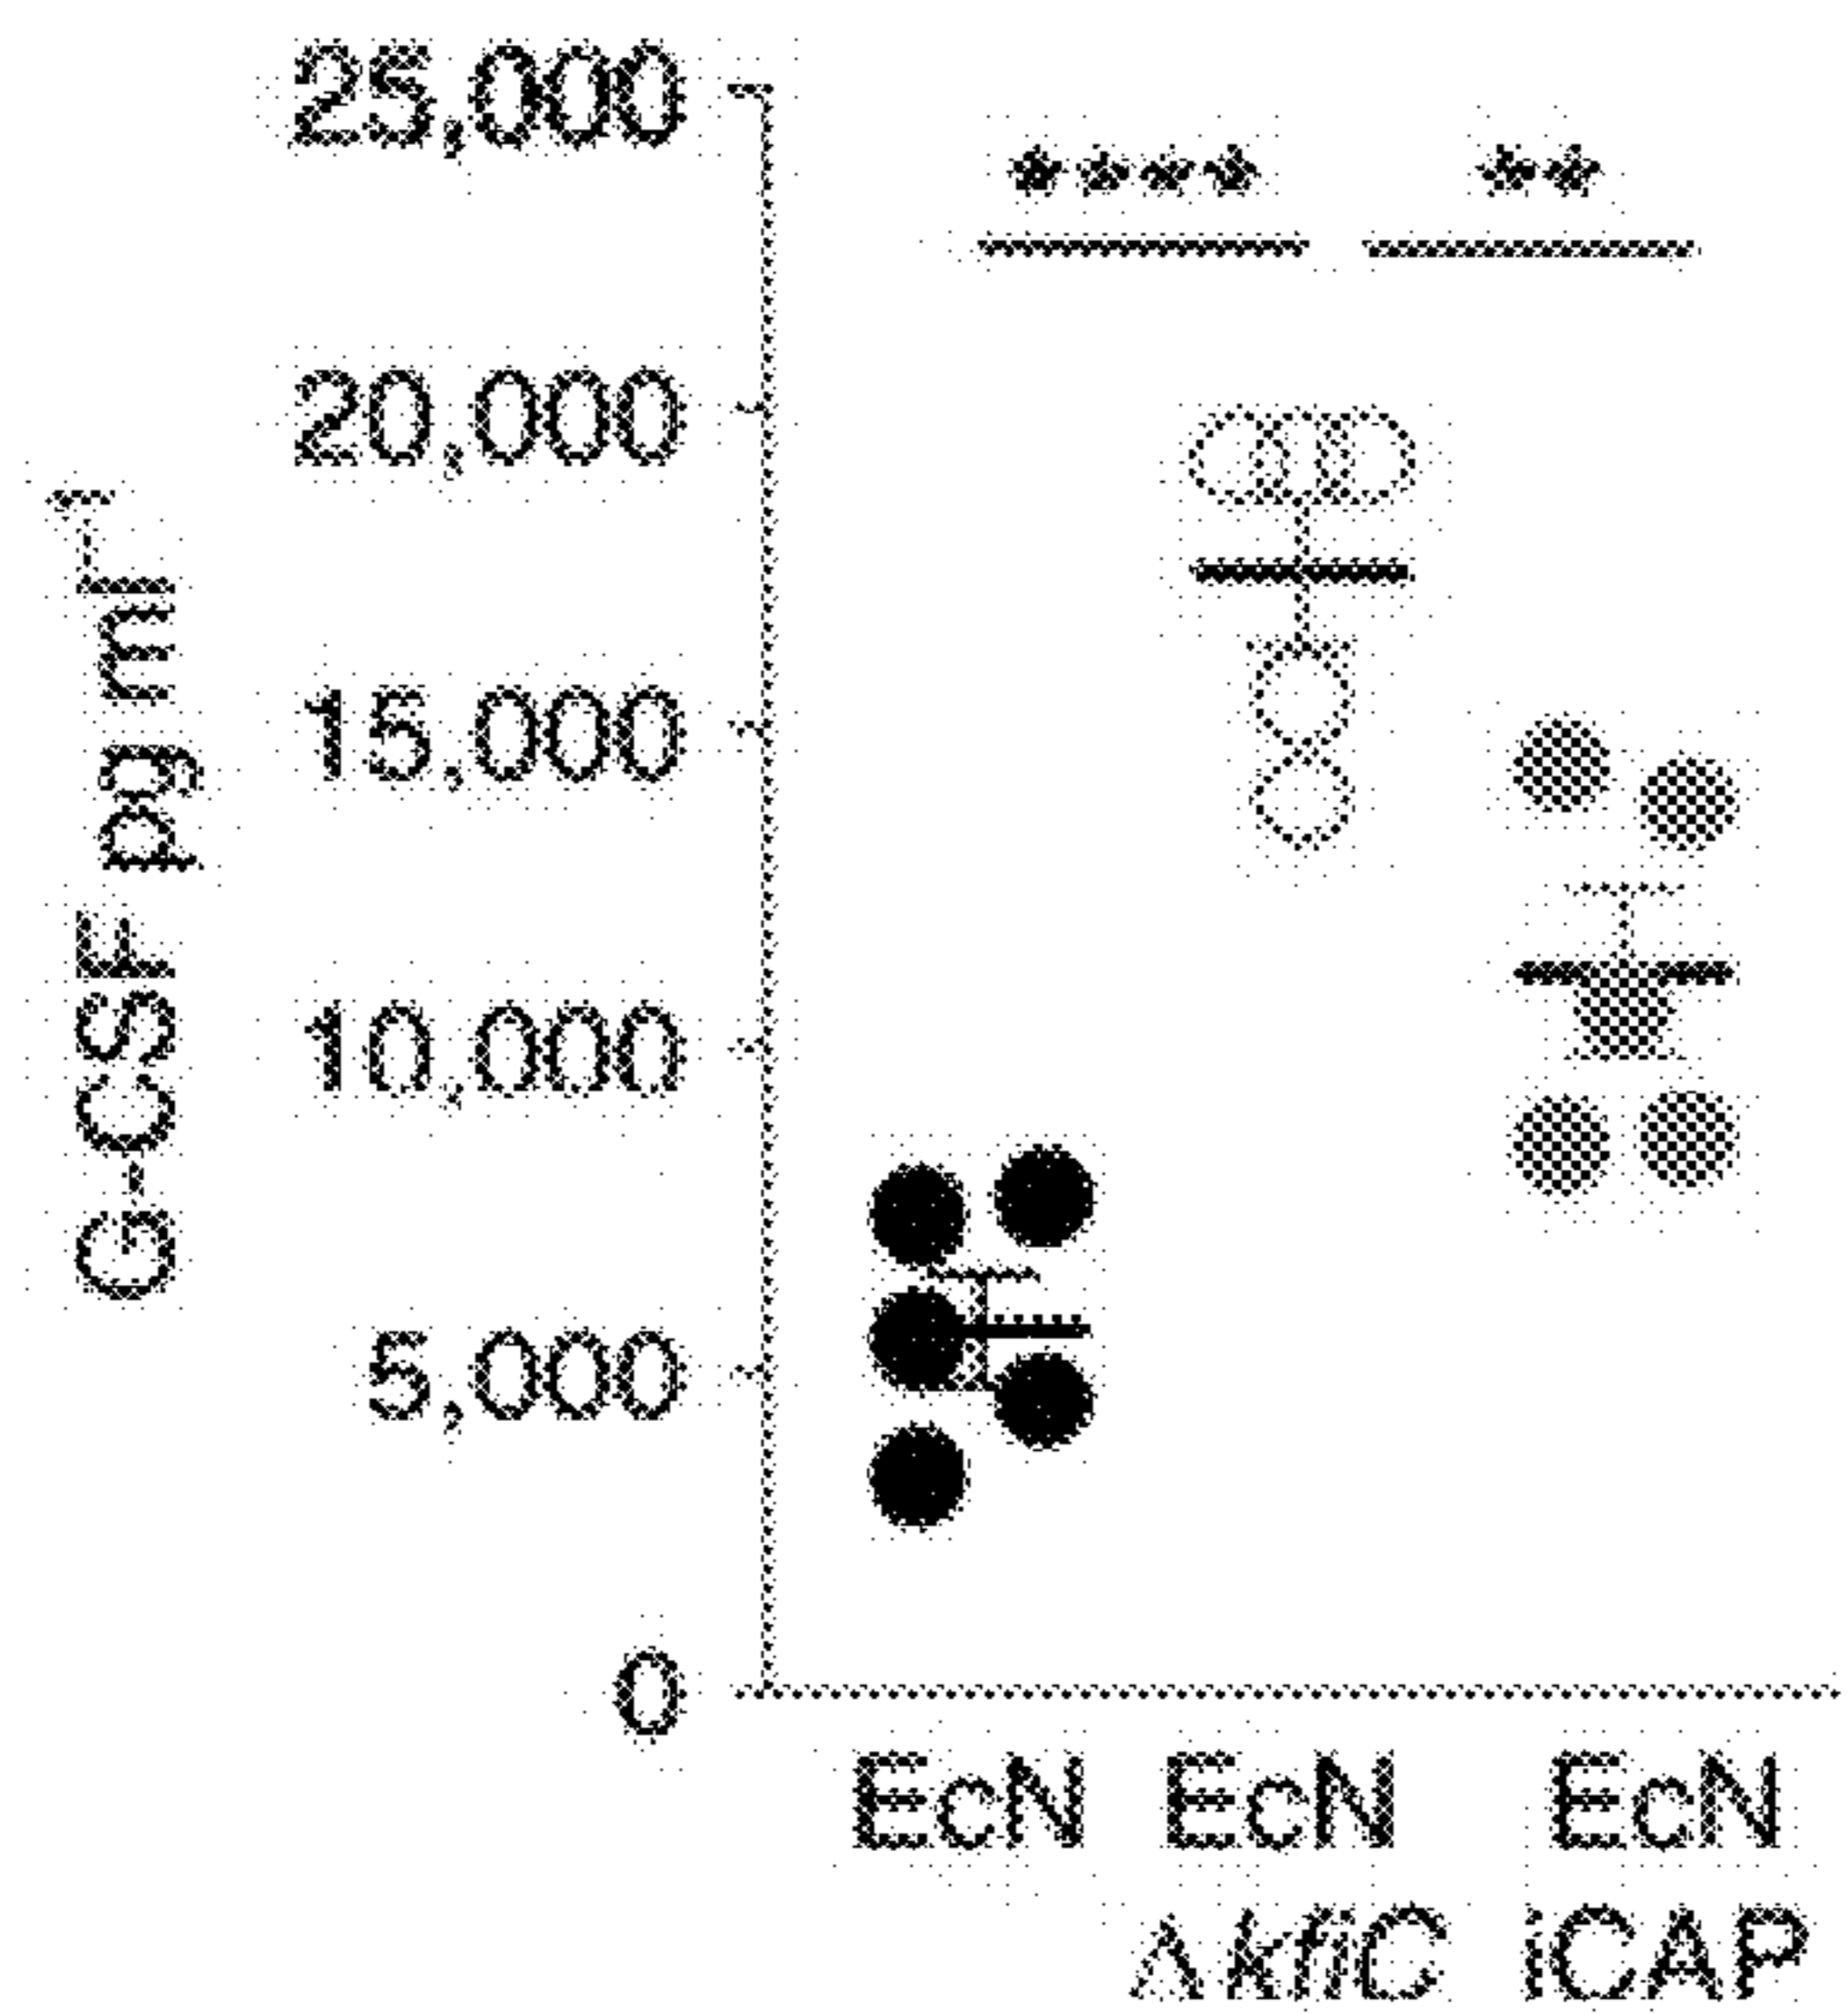 25,000
20,000
15,000
10,000
5,000
0
G-CSF pg ml⁻¹
**** **
EcN EcN EcN
ΔkfiC iCAP